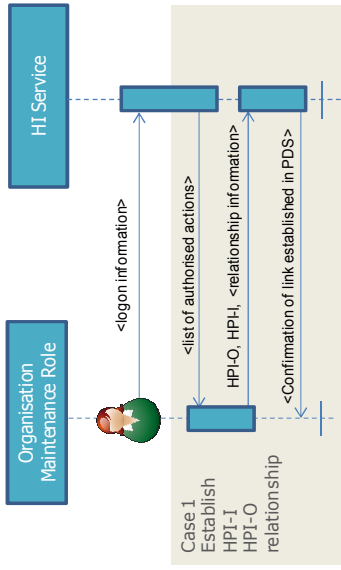 Organisation
Maintenance Role
HI Service
<logon information>
<list of authorised actions>
HPI-O, HPI-I, <relationship information>
<Confirmation of link established in PDS>
Case 1
Establish
HPI-I
HPI-O
relationship